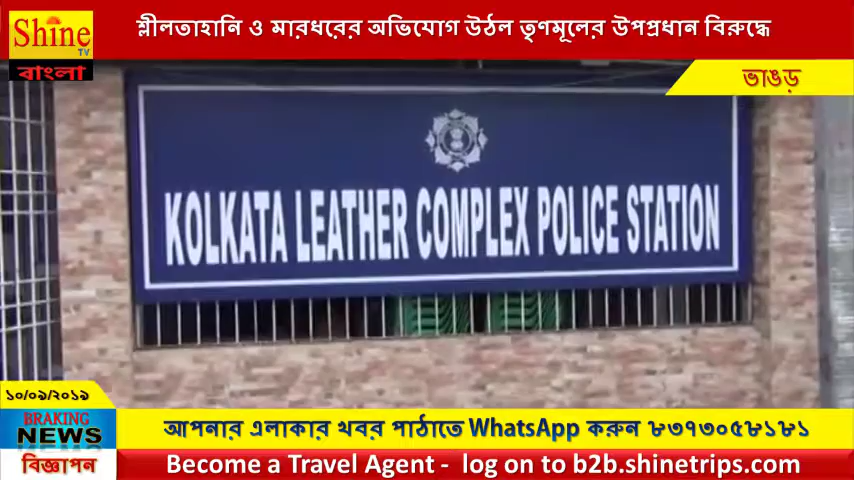 Shine
TV
বাংলা
শ্লীলতাহানি ও মারধরের অভিযোগ উঠল তৃণমূলের উপপ্রধান বিরুদ্ধে
ভাঙড়
KOLKATA LEATHER COMPLEX POLICE STATION
১০/০৯/২০১৯
BRAKING
NEWS
আপনার এলাকার খবর পাঠাতে WhatsApp করুন ৮৩৭৩০৫৮১৮১
বিজ্ঞাপন
Become a Travel Agent - log on to b2b.shinetrips.com